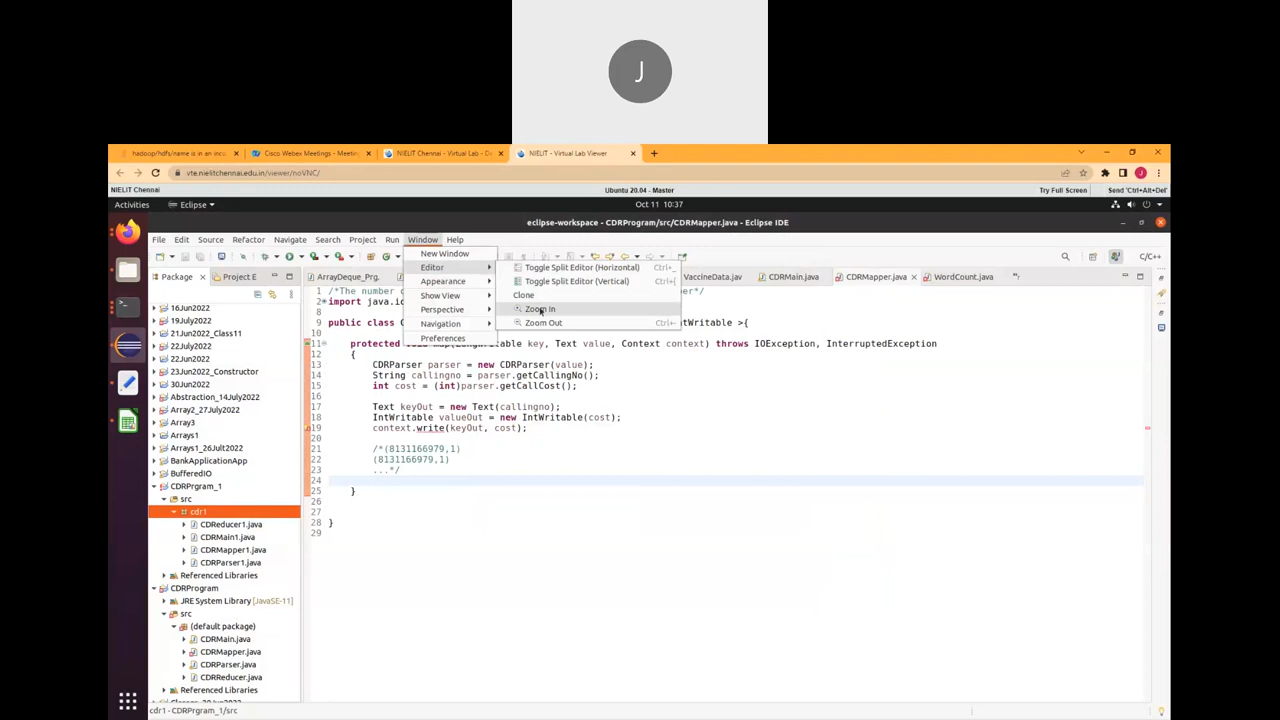 J
hadoop/hdfs/name is in an incu
Cisco Webex Meetings - Meetin
NIELIT Chennai - Virtual Lab - D
NIELIT - Virtual Lab Viewer
vte.nielitchennai.edu.in/viewer/noVNC/
J
NIELIT Chennai
Ubuntu 20.04 - Master
Try Full Screen
Send 'Ctrl+Alt+Del'
Activities
Eclipse
Oct 11 10:37
eclipse-workspace - CDRProgram/src/CDRMapper.java - Eclipse IDE
File Edit Source Refactor Navigate Search Project Run Window Help
C/C++
New Window
Editor
Appearance
Show View
Perspective
Navigation
Preferences
Toggle Split Editor (Horizontal) Ctrl+_
Toggle Split Editor (Vertical) Ctrl+[
Clone
Zoom In
Zoom Out Ctrl+-
Package
Project E
ArrayDeque_Prg.
VaccineData.jav
CDRMain.java
CDRMapper.java
WordCount.java
16Jun2022
19July2022
21Jun2022_Class11
22July2022
22Jun2022
23Jun2022_Constructor
30Jun2022
Abstraction_14July2022
Array2_27July2022
Array3
Arrays1
Arrays1_26Jult2022
BankApplicationApp
BufferedIO
CDRPrgram_1
src
cdr1
CDReducer1.java
CDRMain1.java
CDRMapper1.java
CDRParser1.java
Referenced Libraries
CDRProgram
JRE System Library [JavaSE-11]
src
(default package)
CDRMain.java
CDRMapper.java
CDRParser.java
CDRReducer.java
Referenced Libraries
1 /*The number o
2 import java.io
9 public class C
ntWritable >{
10
11 protected void map(LongWritable key, Text value, Context context) throws IOException, InterruptedException
12 {
13 CDRParser parser = new CDRParser(value);
14 String callingno = parser.getCallingNo();
15 int cost = (int)parser.getCallCost();
16
17 Text keyOut = new Text(callingno);
18 IntWritable valueOut = new IntWritable(cost);
19 context.write(keyOut, cost);
20
21 /*(8131166979,1)
22 (8131166979,1)
23 ...*/
24
25 }
26
27
28 }
29
cdr1 - CDRPrgram_1/src